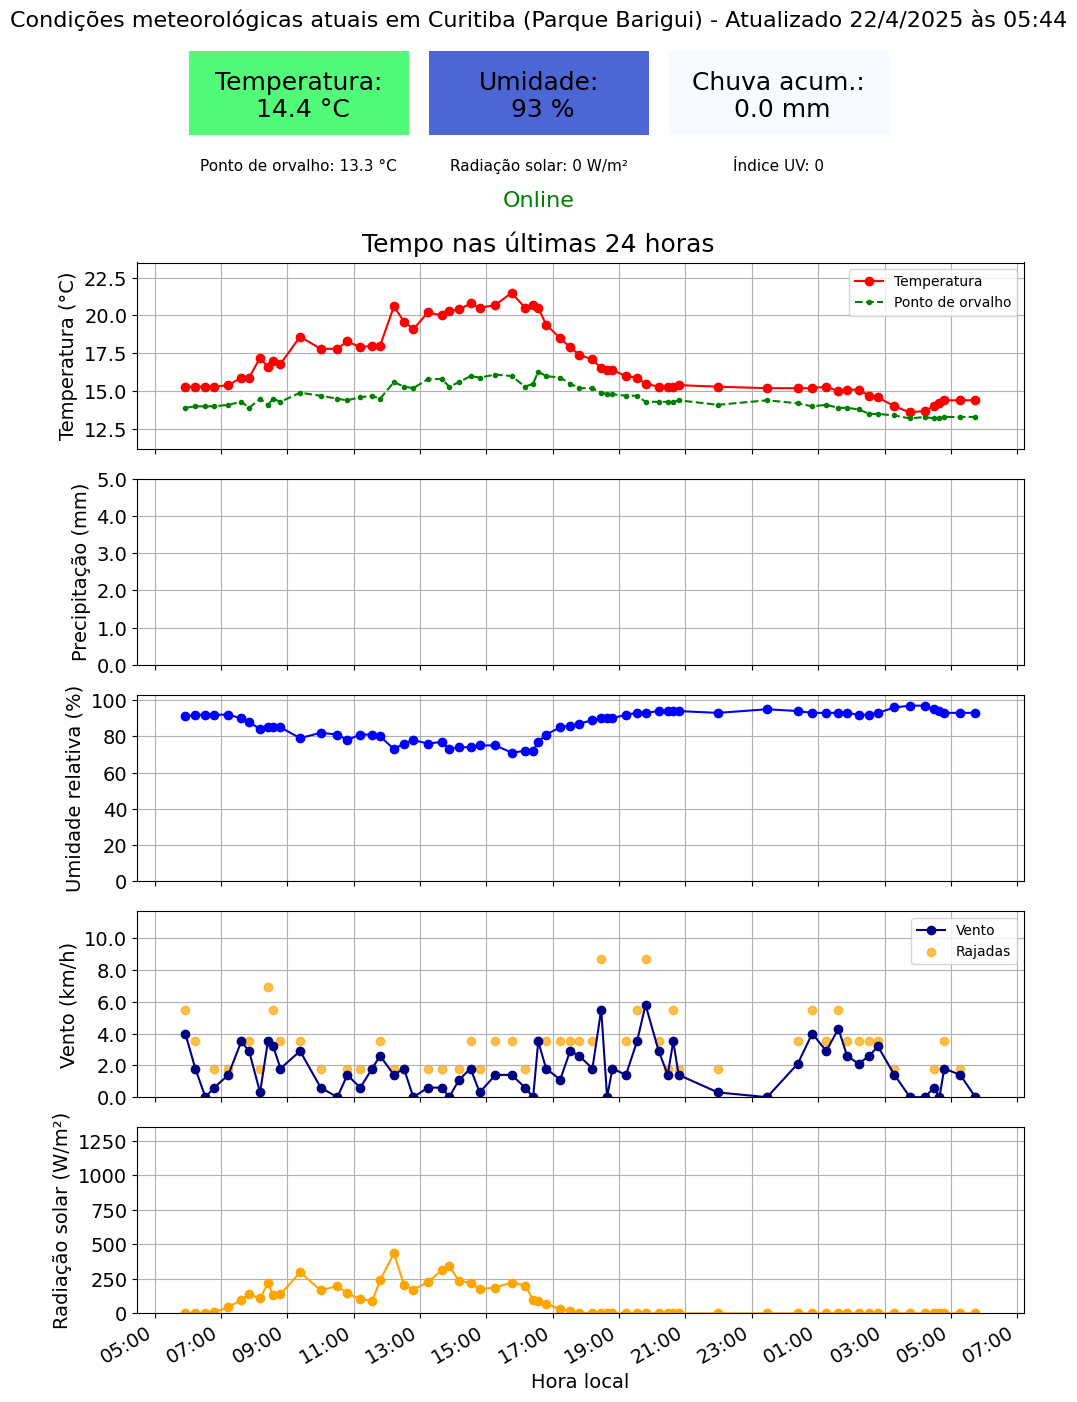 Condições meteorológicas atuais em Curitiba (Parque Barigui) - Atualizado 22/4/2025 às 05:44
Temperatura:
14.4 °C
Umidade:
93 %
Chuva acum.:
0.0 mm
Ponto de orvalho: 13.3 °C
Radiação solar: 0 W/m²
Índice UV: 0
Online
Tempo nas últimas 24 horas
Temperatura (°C)
22.5
20.0
17.5
15.0
12.5
Temperatura
Ponto de orvalho
Precipitação (mm)
5.0
4.0
3.0
2.0
1.0
0.0
Umidade relativa (%)
100
80
60
40
20
0
Vento (km/h)
10.0
8.0
6.0
4.0
2.0
0.0
Vento
Rajadas
Radiação solar (W/m²)
1250
1000
750
500
250
0
05:00
07:00
09:00
11:00
13:00
15:00
17:00
19:00
21:00
23:00
01:00
03:00
05:00
07:00
Hora local